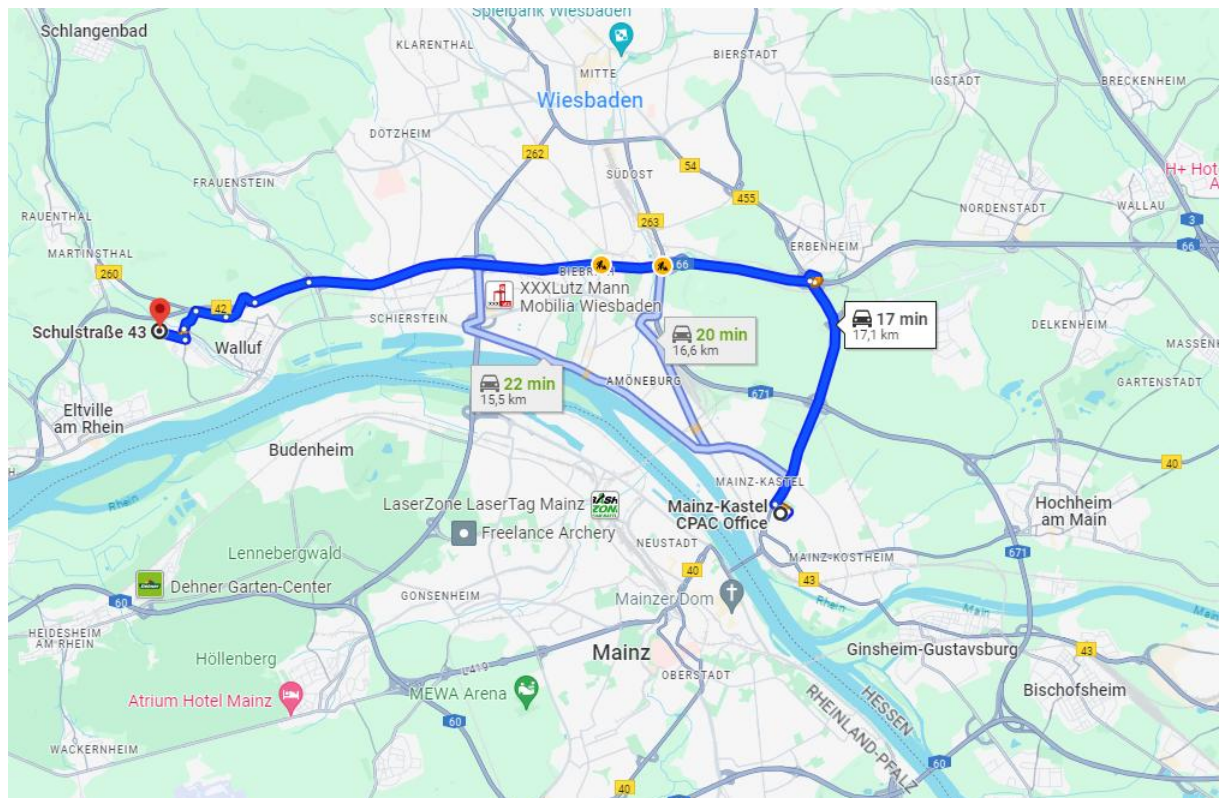 Spielbank Wiesbaden
Schlangenbad
KLARENTHAL
BIERSTADT
MITTE
IGSTADT
BRECKENHEIM
Wiesbaden
DOTZHEIM
262
54
SÜDOST
H+ Hot
A
FRAUENSTEIN
455
NORDENSTADT
WALLAU
RAUENTHAL
263
3
MARTINSTHAL
ERBENHEIM
66
260
66
BIEBRICH
XXXLutz Mann
Mobilia Wiesbaden
42
SCHIERSTEIN
17 min
17,1 km
DELKENHEIM
Schulstraße 43
Walluf
20 min
16,6 km
MASSENH
22 min
15,5 km
AMÖNEBURG
671
GARTENSTADT
Eltville
am Rhein
Budenheim
40
Rhein
MAINZ-KASTEL
LaserZone LaserTag Mainz
Mainz-Kastel
CPAC Office
Hochheim
am Main
Freelance Archery
NEUSTADT
Lennebergwald
MAINZ-KOSTHEIM
671
40
43
Dehner Garten-Center
60
GONSENHEIM
Mainzer Dom
Rhein
Main
HEIDESHEIM
AM RHEIN
Höllenberg
Mainz
Ginsheim-Gustavsburg
43
L419
OBERSTADT
Bischofsheim
Atrium Hotel Mainz
MEWA Arena
60
HESSEN
RHEINLAND-PFALZ
WACKERNHEIM
60
40